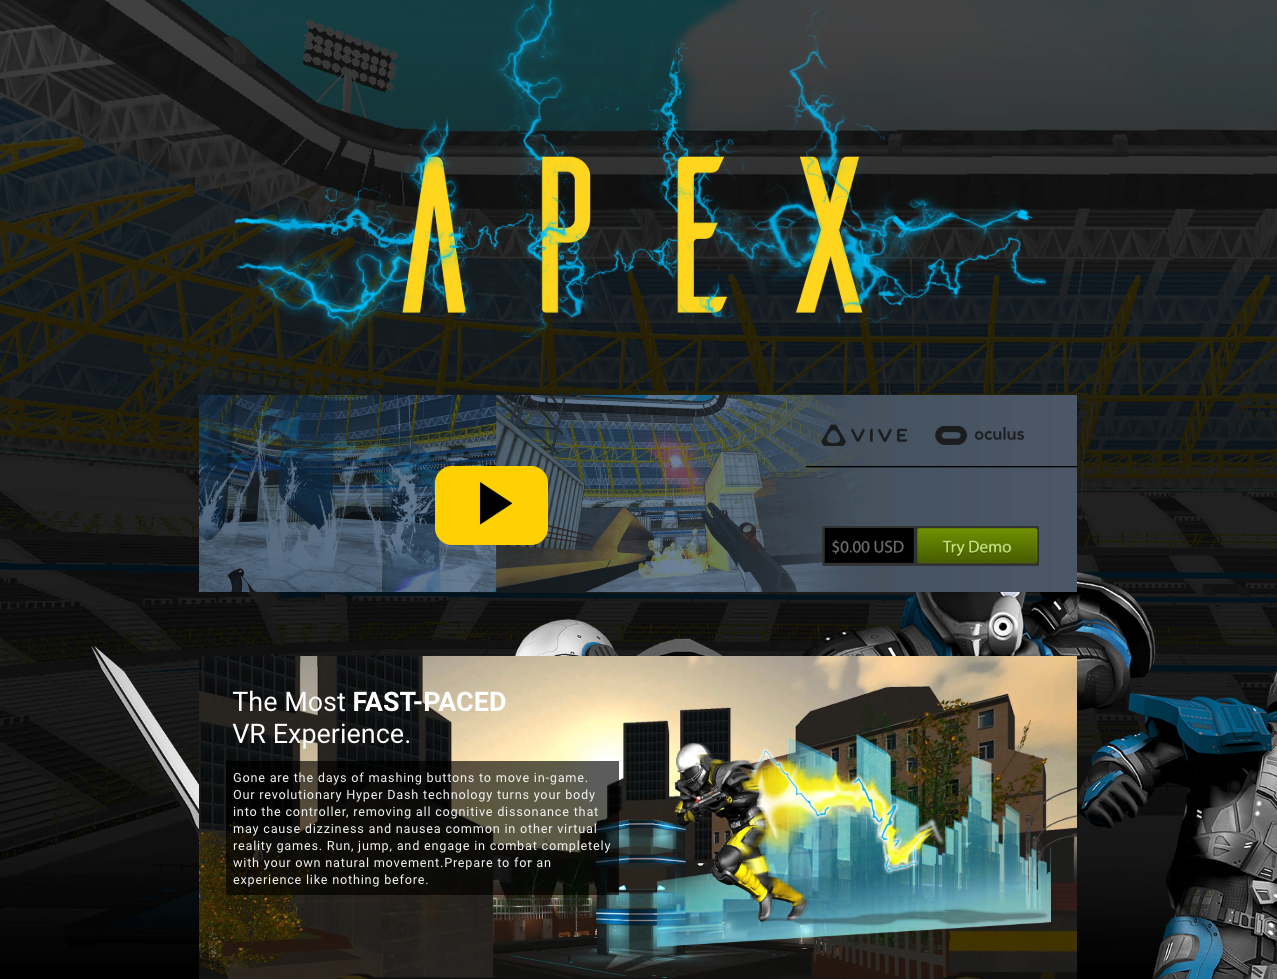 APEX
VIVE oculus
$0.00 USD Try Demo
The Most FAST-PACED
VR Experience.
Gone are the days of mashing buttons to move in-game.
Our revolutionary Hyper Dash technology turns your body
into the controller, removing all cognitive dissonance that
may cause dizziness and nausea common in other virtual
reality games. Run, jump, and engage in combat completely
with your own natural movement.Prepare to for an
experience like nothing before.